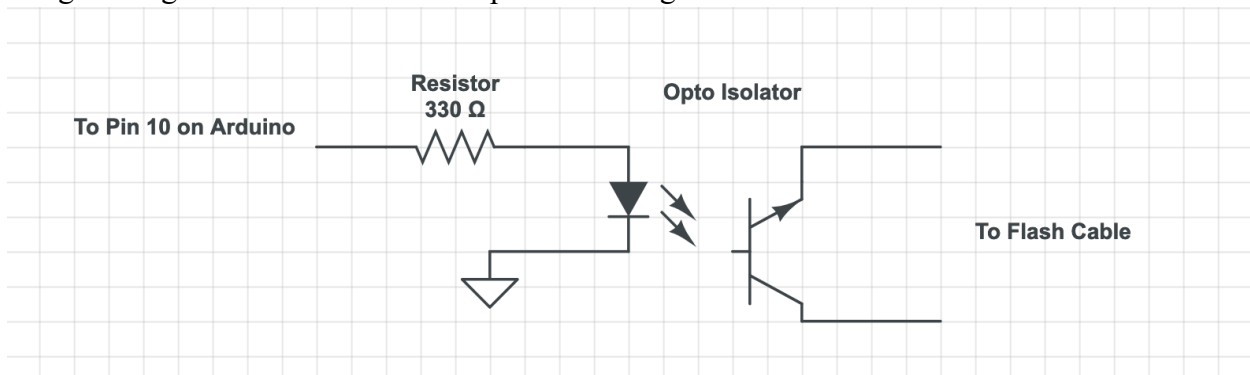 Resistor
330 Ω
Opto Isolator
To Pin 10 on Arduino
To Flash Cable